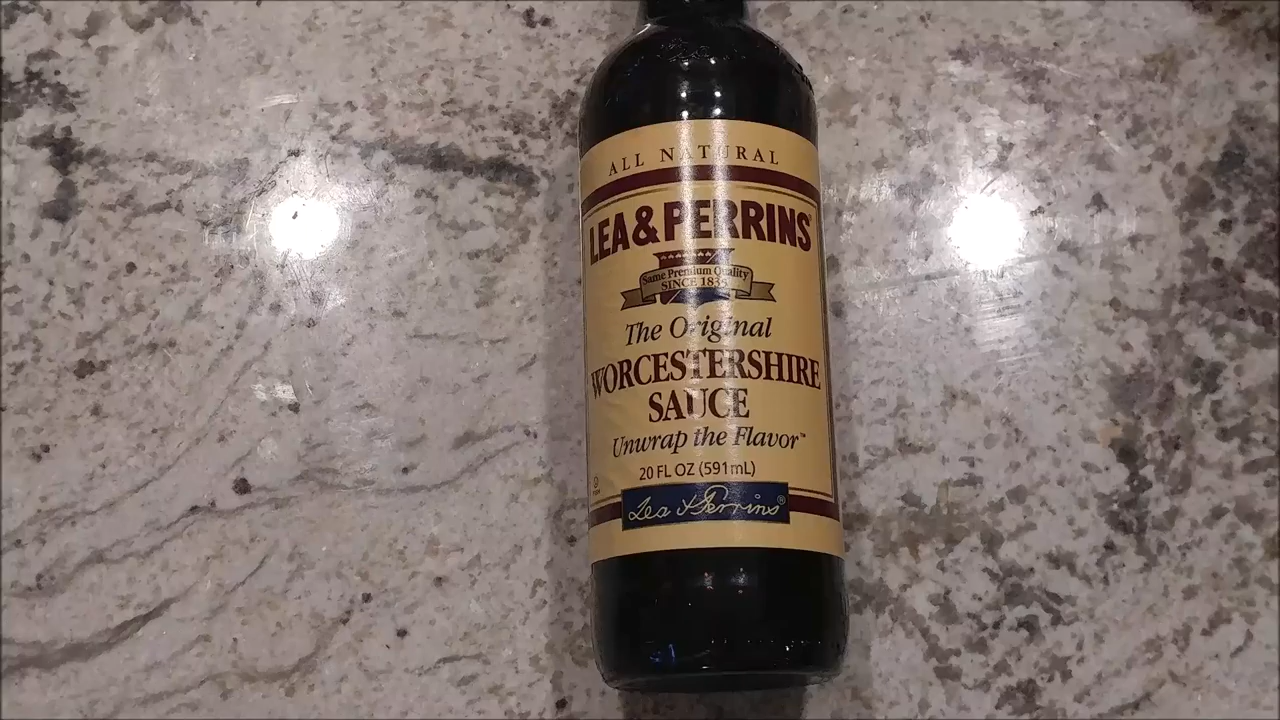 ALL NATURAL
LEA & PERRINS®
Same Premium Quality
SINCE 1835
The Original
WORCESTERSHIRE
SAUCE
Unwrap the Flavor™
20 FL OZ (591mL)
Lea & Perrins®